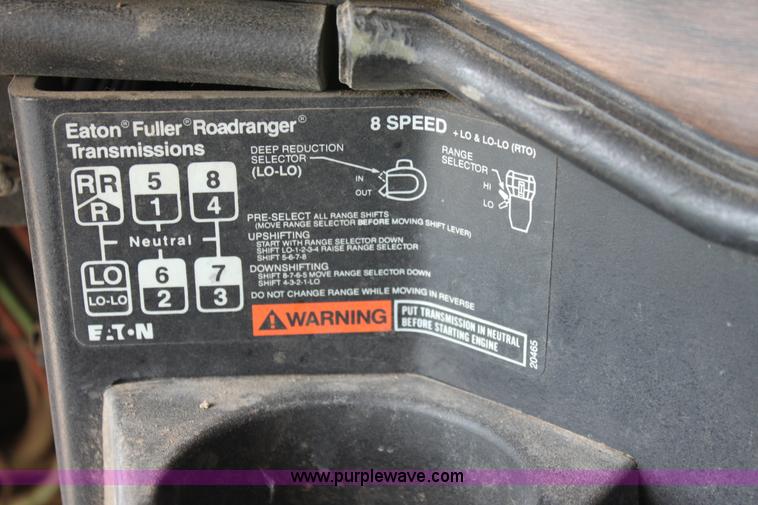 Eaton® Fuller® Roadranger®
Transmissions
8 SPEED + LO & LO-LO (RTO)
DEEP REDUCTION
SELECTOR
(LO-LO)
IN
OUT
RANGE
SELECTOR
HI
LO
R R 5 8
R 1 4
Neutral
LO 6 7
LO-LO 2 3
PRE-SELECT ALL RANGE SHIFTS
(MOVE RANGE SELECTOR BEFORE MOVING SHIFT LEVER)
UPSHIFTING
START WITH RANGE SELECTOR DOWN
SHIFT LO-1-2-3-4 RAISE RANGE SELECTOR
SHIFT 5-6-7-8
DOWNSHIFTING
SHIFT 8-7-6-5 MOVE RANGE SELECTOR DOWN
SHIFT 4-3-2-1-LO
DO NOT CHANGE RANGE WHILE MOVING IN REVERSE
EATON
WARNING
PUT TRANSMISSION IN NEUTRAL
BEFORE STARTING ENGINE
20465
www.purplewave.com